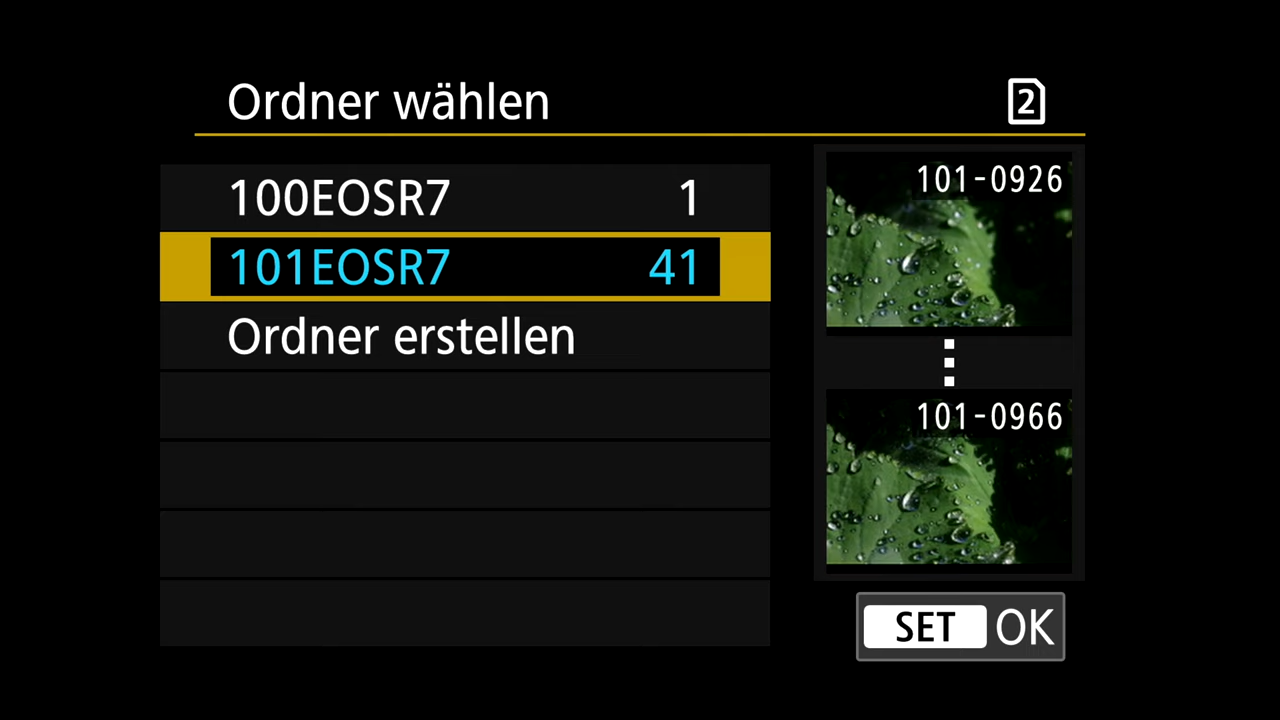 Ordner wählen 2
100EOSR7 1
101EOSR7 41
Ordner erstellen
101-0926
101-0966
SET OK